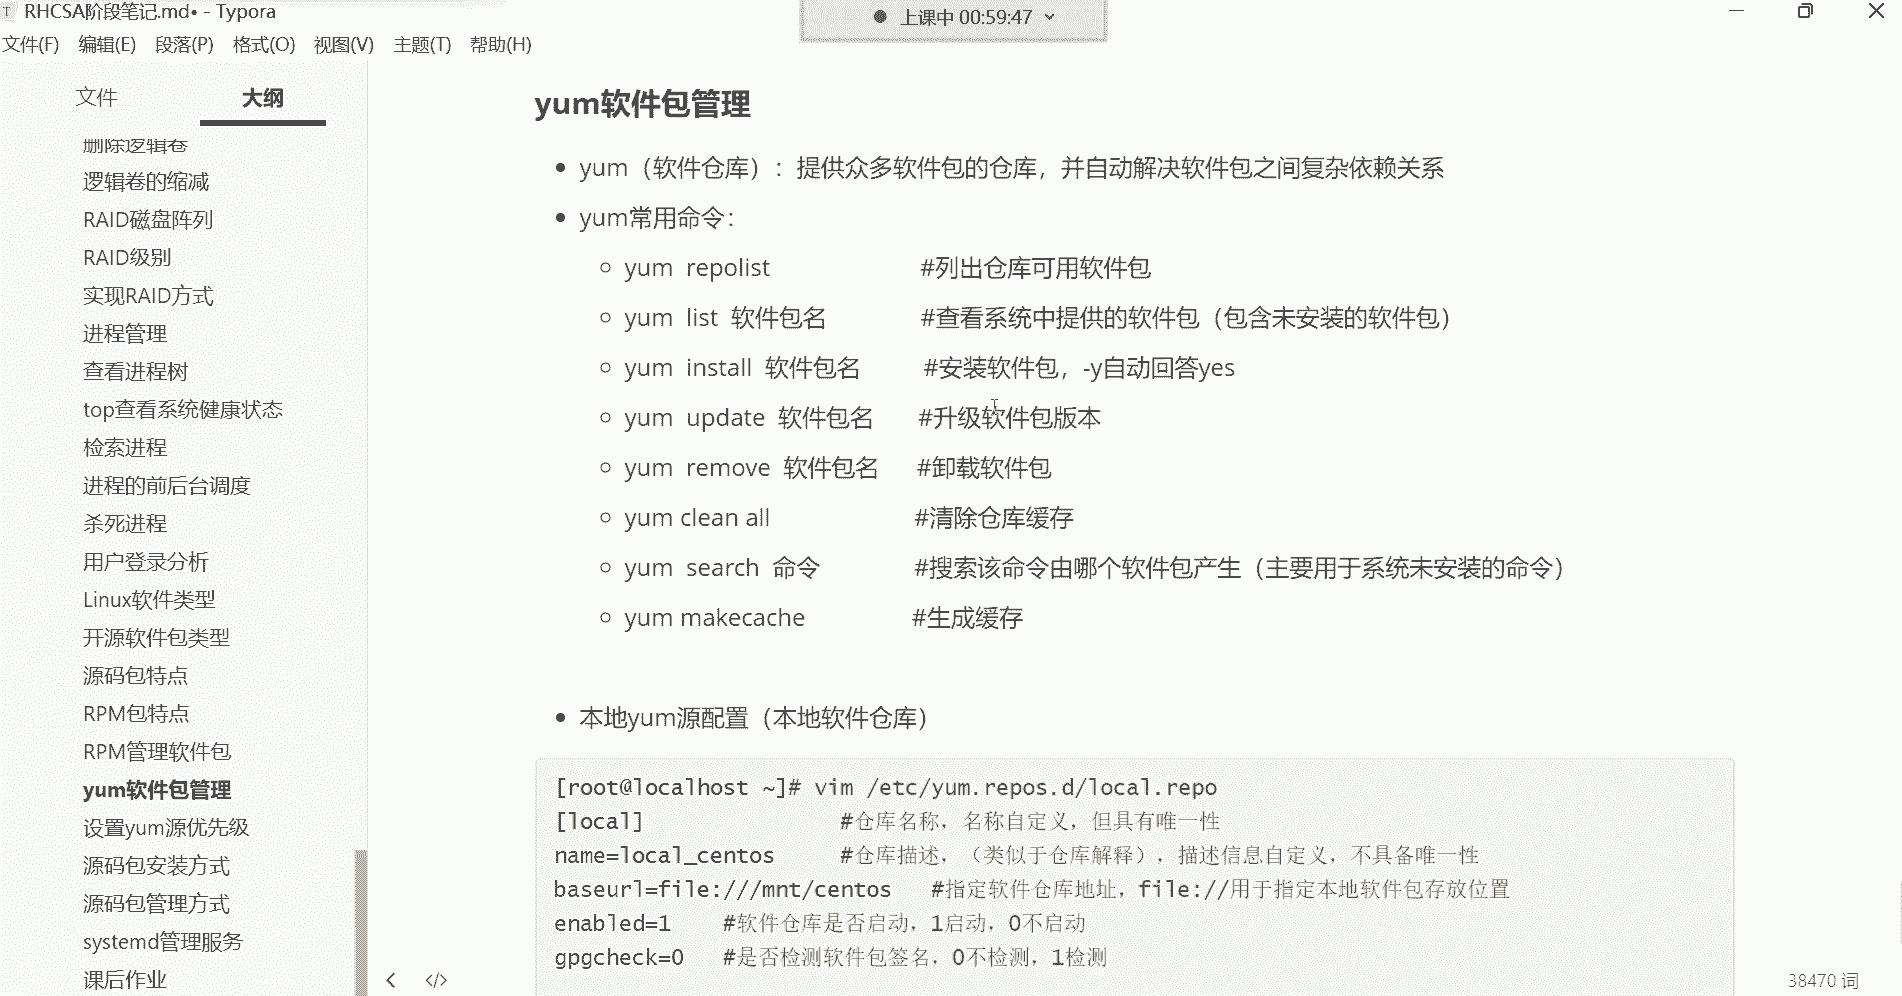 RHCSA阶段笔记.md• - Typora
上课中 00:59:47
文件(F) 编辑(E) 段落(P) 格式(O) 视图(V) 主题(T) 帮助(H)
文件 大纲
删除逻辑卷
逻辑卷的缩减
RAID磁盘阵列
RAID级别
实现RAID方式
进程管理
查看进程树
top查看系统健康状态
检索进程
进程的前后台调度
杀死进程
用户登录分析
Linux软件类型
开源软件包类型
源码包特点
RPM包特点
RPM管理软件包
yum软件包管理
设置yum源优先级
源码包安装方式
源码包管理方式
systemd管理服务
课后作业
yum软件包管理
yum（软件仓库）：提供众多软件包的仓库，并自动解决软件包之间复杂依赖关系
yum常用命令：
yum repolist #列出仓库可用软件包
yum list 软件包名 #查看系统中提供的软件包（包含未安装的软件包）
yum install 软件包名 #安装软件包，-y自动回答yes
yum update 软件包名 #升级软件包版本
yum remove 软件包名 #卸载软件包
yum clean all #清除仓库缓存
yum search 命令 #搜索该命令由哪个软件包产生（主要用于系统未安装的命令）
yum makecache #生成缓存
本地yum源配置（本地软件仓库）
[root@localhost ~]# vim /etc/yum.repos.d/local.repo
[local] #仓库名称，名称自定义，但具有唯一性
name=local_centos #仓库描述，（类似于仓库解释），描述信息自定义，不具备唯一性
baseurl=file:///mnt/centos #指定软件仓库地址，file://用于指定本地软件包存放位置
enabled=1 #软件仓库是否启动，1启动，0不启动
gpgcheck=0 #是否检测软件包签名，0不检测，1检测
38470 词